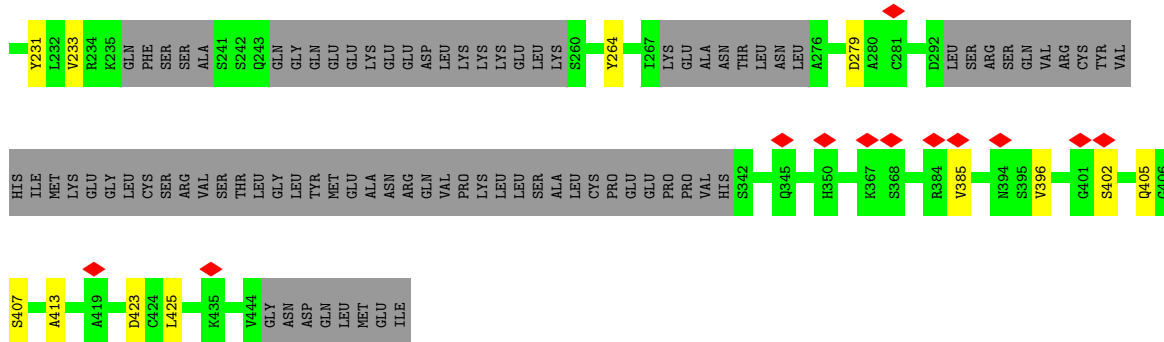 Y231 L232 V233 R234 K235 GLN PHE SER SER ALA S241 S242 Q243 GLN GLY GLN GLU GLU LYS GLU GLU ASP LEU LYS LYS LYS GLU LEU LYS S260 Y264 I267 LYS GLU ALA ASN THR LEU ASN LEU A276 D279 A280 C281 D292 LEU SER ARG SER GLN VAL ARG CYS TYR VAL
HIS ILE MET LYS GLU GLY LEU CYS SER ARG VAL SER THR LEU GLY LEU TYR MET GLU ALA ASN ARG GLN VAL PRO LYS LEU LEU SER ALA LEU CYS PRO GLU GLU PRO PRO VAL HIS S342 Q345 H350 K367 S368 R384 V385 N394 S395 V396 G401 S402 Q405 G406
S407 A413 A419 D423 C424 L425 K435 V444 GLY ASN ASP GLN LEU MET GLU ILE